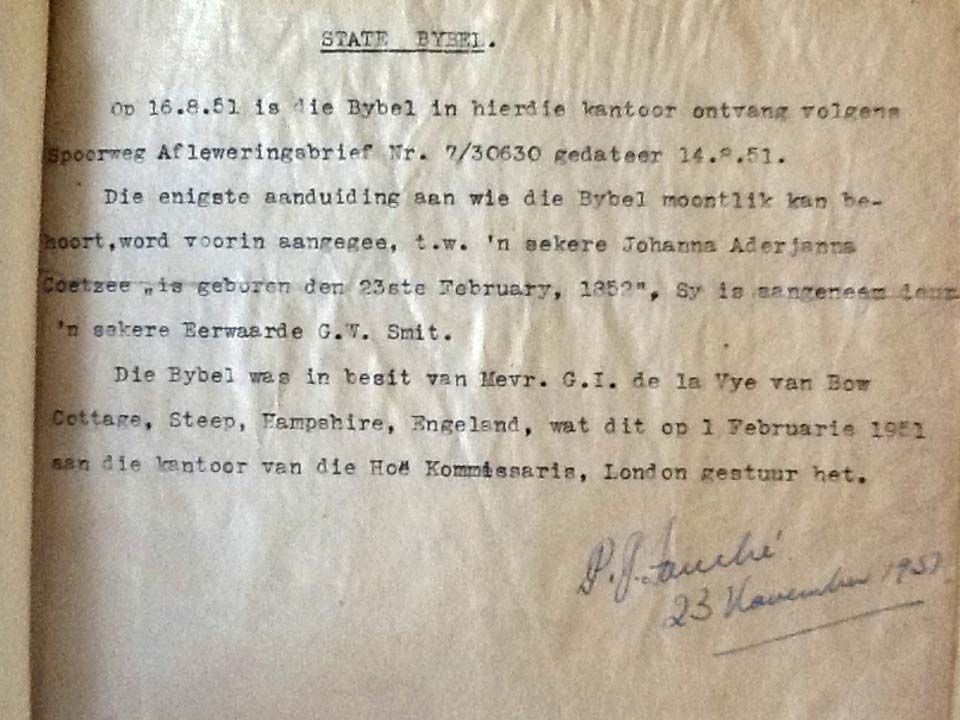 STATE BYBEL.
Op 16.8.51 is die Bybel in hierdie kantoor ontvang volgens
Spoorweg Afleweringsbrief Nr. 7/30630 gedateer 14.8.51.
Die enigste aanduiding aan wie die Bybel moontlik kan be-
hoort,word voorin aangegee, t.w. 'n sekere Johanna Aderjanna
Coetzee „is geboren den 23ste February, 1852", Sy is aangeneem deur
'n sekere Eerwaarde G.W. Smit.
Die Bybel was in besit van Mevr. G.I. de la Vye van Bow
Cottage, Steep, Hampshire, Engeland, wat dit op 1 Februarie 1951
aan die kantoor van die Hoë Kommissaris, London gestuur het.
P.J. Fouché
23 November 1951